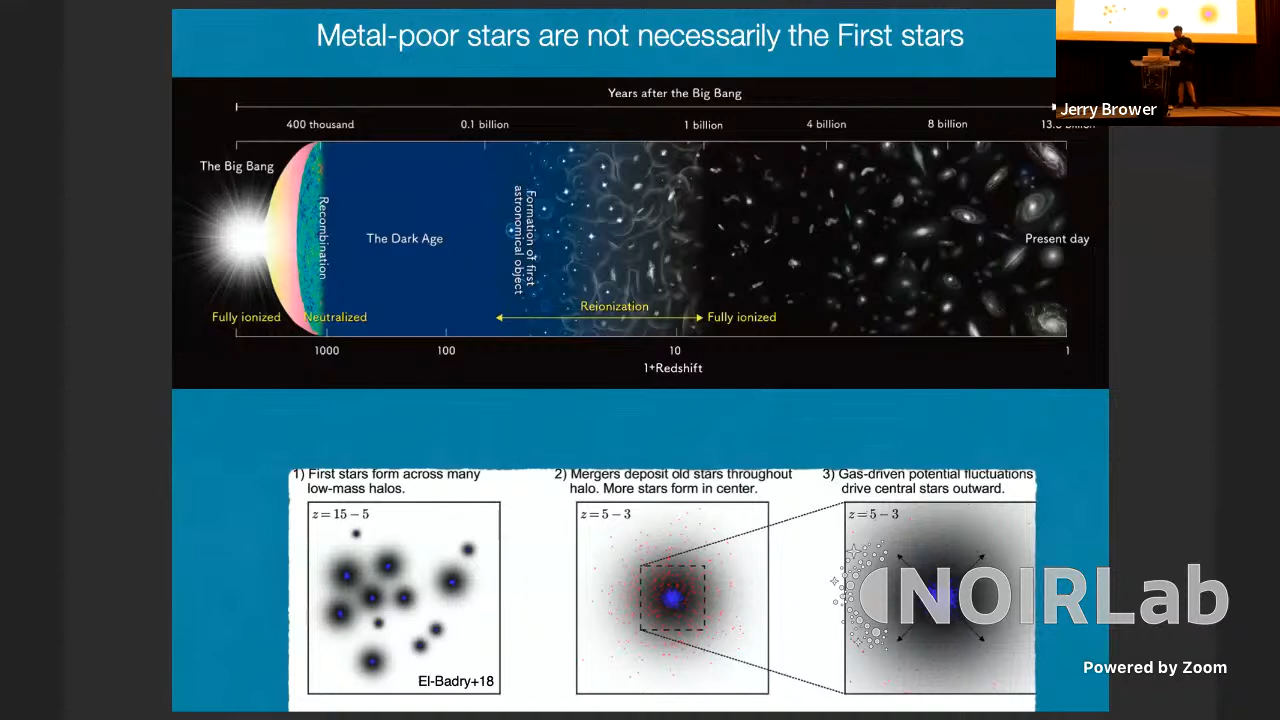 Metal-poor stars are not necessarily the First stars
Jerry Brower
Years after the Big Bang
400 thousand
0.1 billion
1 billion
4 billion
8 billion
The Big Bang
Recombination
The Dark Age
Formation of first
astronomical object
Present day
Reionization
Fully ionized
Neutralized
Fully ionized
1000
100
10
1
1+Redshift
1) First stars form across many
low-mass halos.
z = 15 – 5
El-Badry+18
2) Mergers deposit old stars throughout
halo. More stars form in center.
z = 5 – 3
3) Gas-driven potential fluctuations
drive central stars outward.
z = 5 – 3
NOIRLab
Powered by Zoom